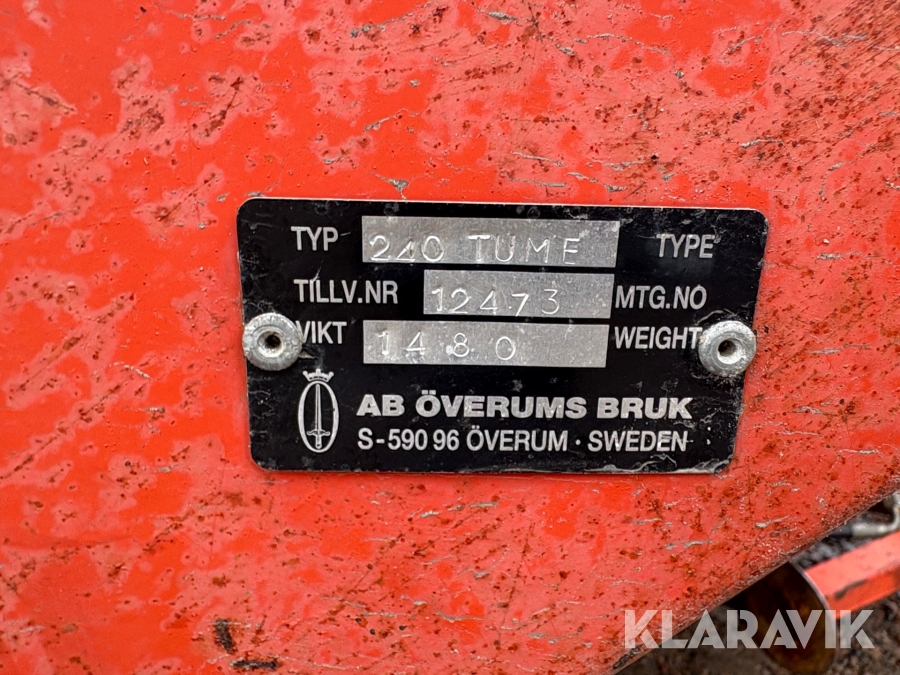 TYP 240 TUME TYPE
TILLV.NR 12473 MTG.NO
VIKT 1480 WEIGHT
AB ÖVERUMS BRUK
S-590 96 ÖVERUM · SWEDEN
KLARAVIK